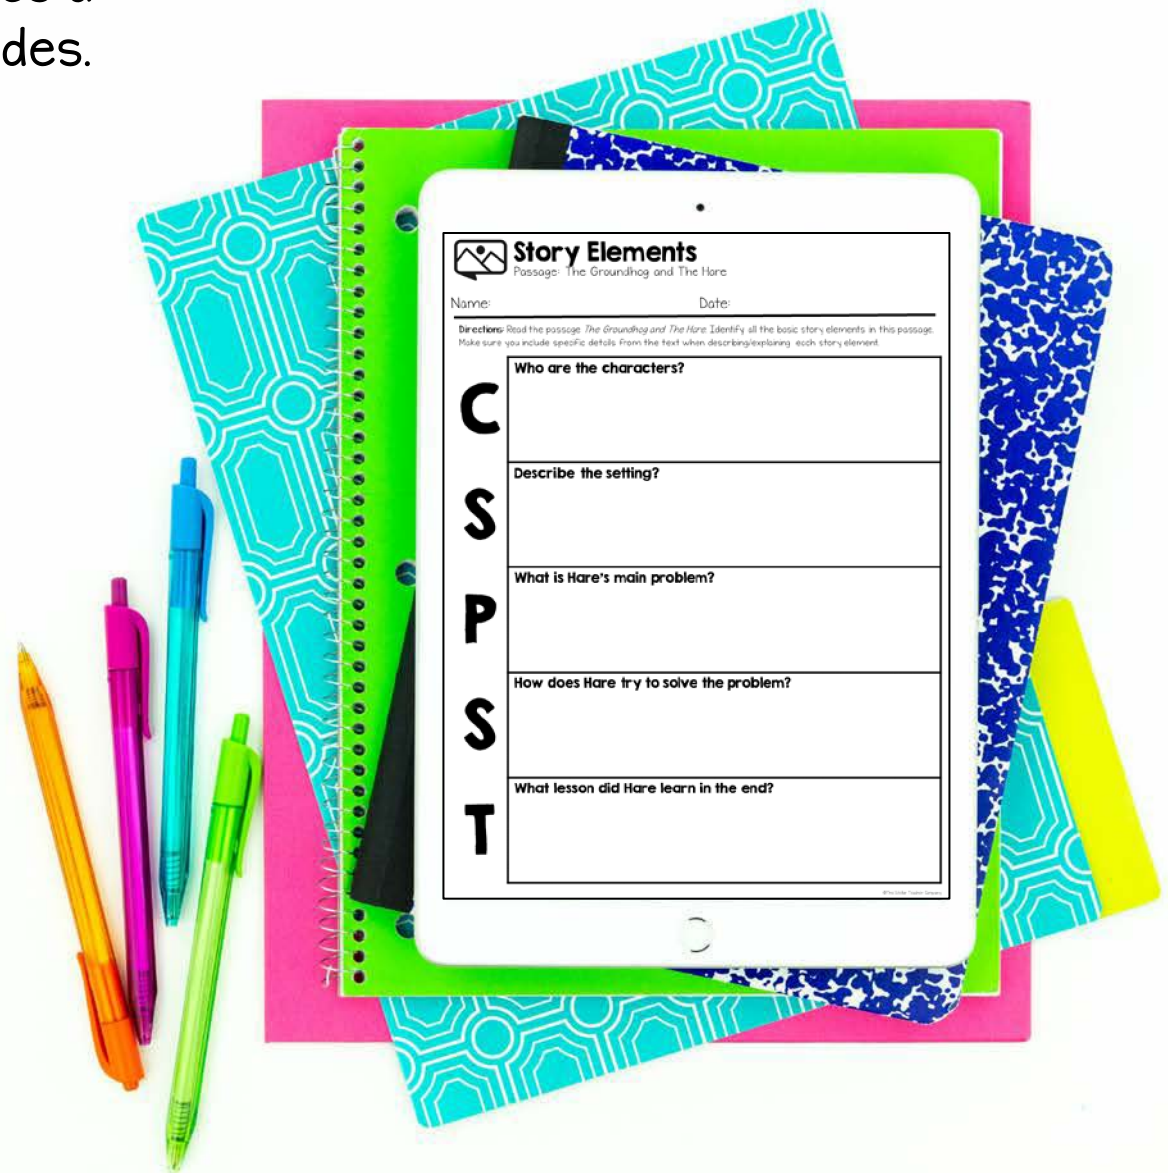 des.
Story Elements
Passage: The Groundhog and The Hare
Name: Date:
Directions: Read the passage The Groundhog and The Hare. Identify all the basic story elements in this passage.
Make sure you include specific details from the text when describing/explaining each story element.
C
Who are the characters?
S
Describe the setting?
P
What is Hare's main problem?
S
How does Hare try to solve the problem?
T
What lesson did Hare learn in the end?